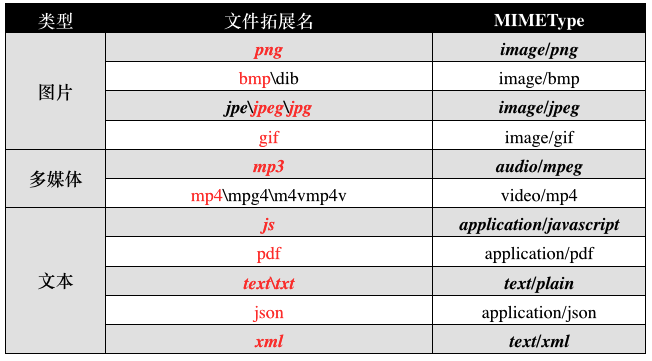 类型 文件拓展名 MIMEType
图片 png image/png
bmp\dib image/bmp
jpe\jpeg\jpg image/jpeg
gif image/gif
多媒体 mp3 audio/mpeg
mp4\mpg4\m4vmp4v video/mp4
文本 js application/javascript
pdf application/pdf
text\txt text/plain
json application/json
xml text/xml